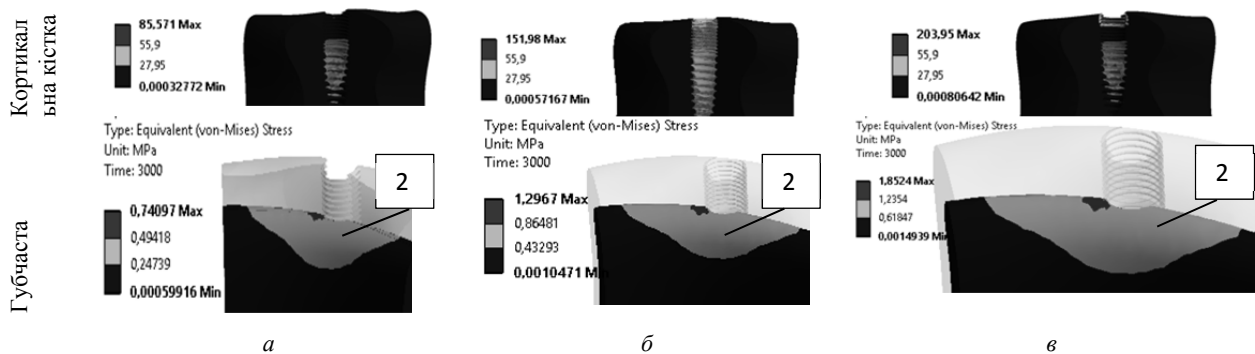 Кортикал
ьна кістка
85,571 Max
55,9
27,95
0,00032772 Min
151,98 Max
55,9
27,95
0,00057167 Min
203,95 Max
55,9
27,95
0,00080642 Min
Губчаста
Type: Equivalent (von-Mises) Stress
Unit: MPa
Time: 3000
0,74097 Max
0,49418
0,24739
0,00059916 Min
2
Type: Equivalent (von-Mises) Stress
Unit: MPa
Time: 3000
1,2967 Max
0,86481
0,43293
0,0010471 Min
2
Type: Equivalent (von-Mises) Stress
Unit: MPa
Time: 3000
1,8524 Max
1,2354
0,61847
0,0014939 Min
2
а
б
в